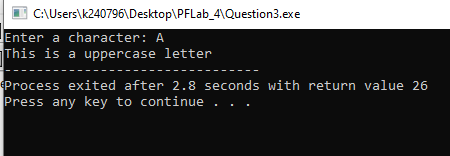 C:\Users\k240796\Desktop\PFLab_4\Question3.exe
Enter a character: A
This is a uppercase letter
--------------------------------
Process exited after 2.8 seconds with return value 26
Press any key to continue . . .